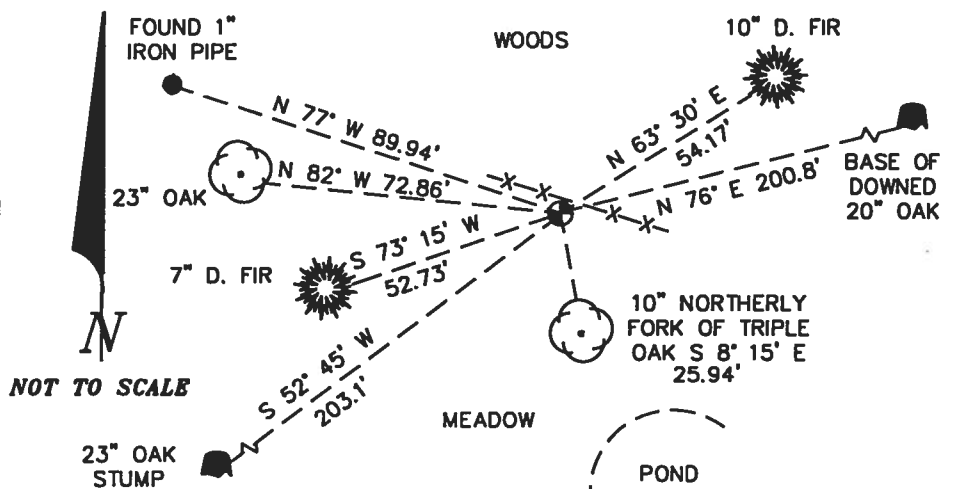 FOUND 1"
IRON PIPE
WOODS
10" D. FIR
N 77° W 89.94'
N 63° 30' E
54.17'
N 82° W 72.86'
23" OAK
N 76° E 200.8'
BASE OF
DOWNED
20" OAK
7" D. FIR
S 73° 15' W
52.73'
10" NORTHERLY
FORK OF TRIPLE
OAK S 8° 15' E
25.94'
N
NOT TO SCALE
S 52° 45' W
203.1'
MEADOW
23" OAK
STUMP
POND